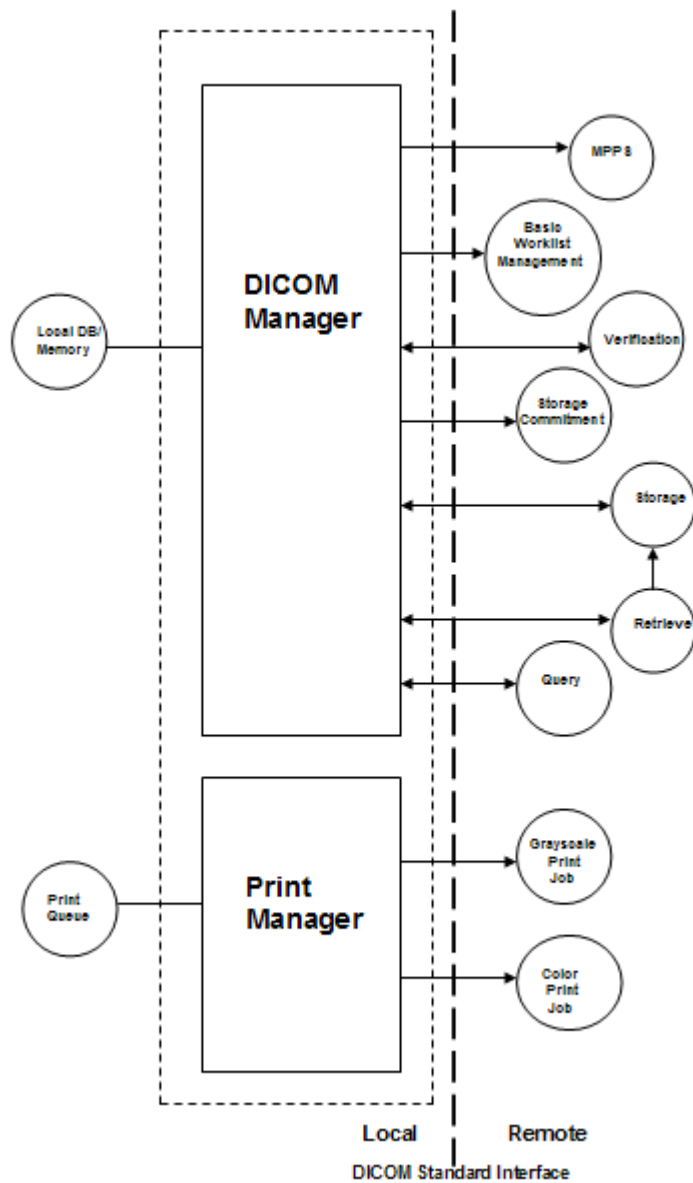 MPPS
Basic
Worklist
Management
DICOM
Manager
Local DB/
Memory
Verification
Storage
Commitment
Storage
Retrieve
Query
Grayscale
Print
Job
Print
Manager
Print
Queue
Color
Print
Job
Local
Remote
DICOM Standard Interface